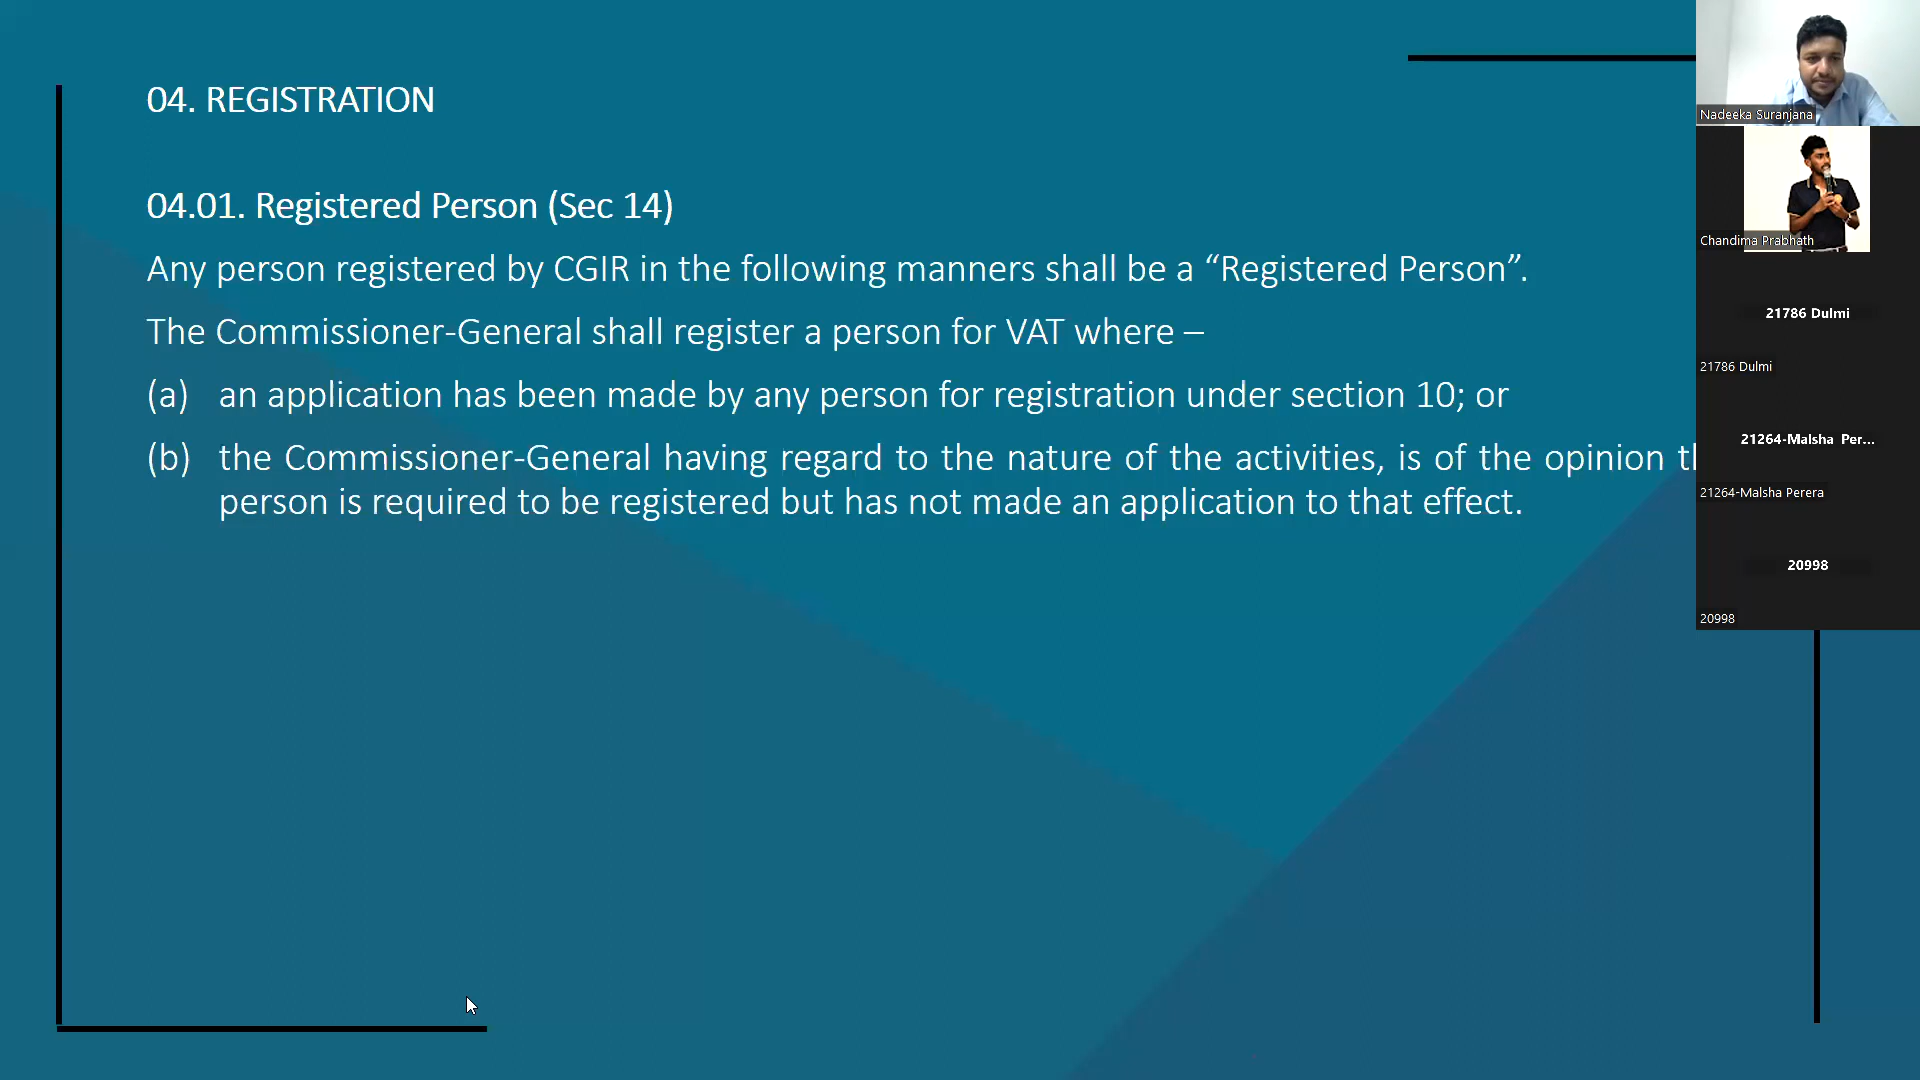 04. REGISTRATION
04.01. Registered Person (Sec 14)
Any person registered by CGIR in the following manners shall be a “Registered Person”.
The Commissioner-General shall register a person for VAT where –
(a) an application has been made by any person for registration under section 10; or
(b) the Commissioner-General having regard to the nature of the activities, is of the opinion
person is required to be registered but has not made an application to that effect.
Nadeeka Suranjana
Chandima Prabhath
21786 Dulmi
21786 Dulmi
21264-Malsha Per...
21264-Malsha Perera
20998
20998